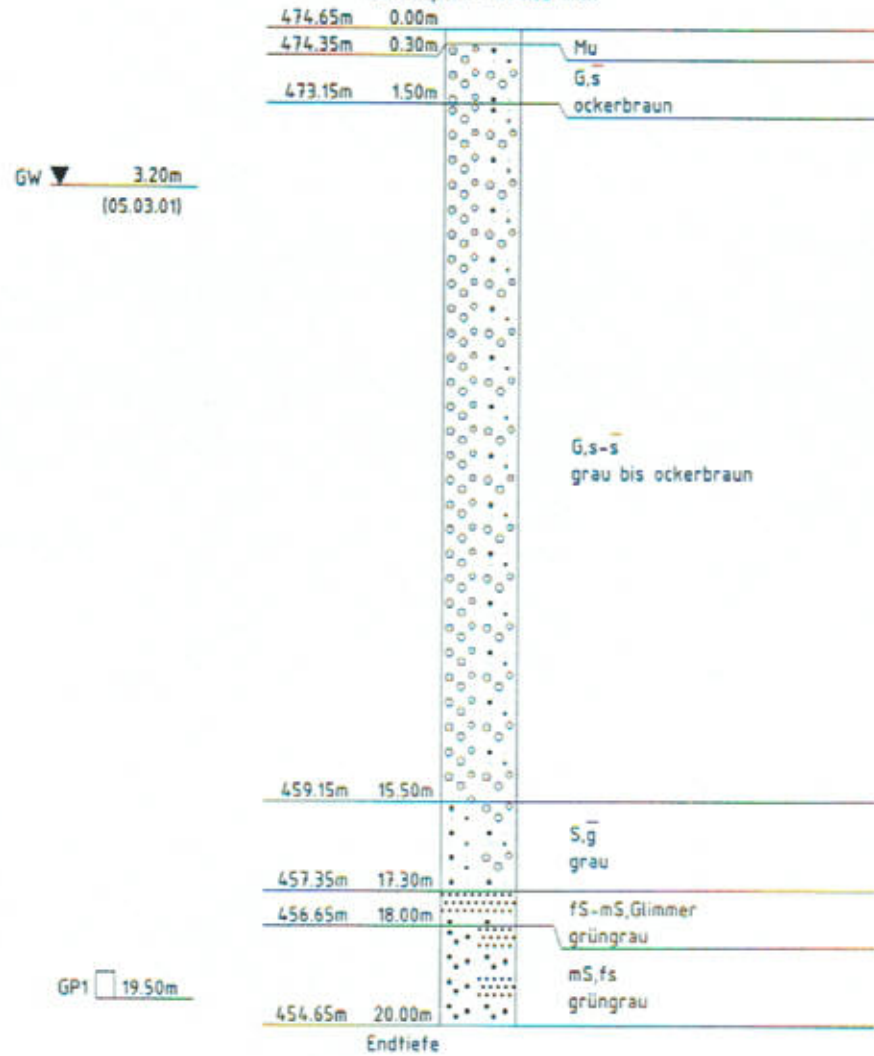 474.65m 0.00m
474.35m 0.30m
Mu
G,s̄
ockerbraun
473.15m 1.50m
GW 3.20m
(05.03.01)
G,s-s̄
grau bis ockerbraun
459.15m 15.50m
S,ḡ
grau
457.35m 17.30m
fS-mS,Glimmer
grüngrau
456.65m 18.00m
mS,fs
grüngrau
GP1 19.50m
454.65m 20.00m
Endtiefe